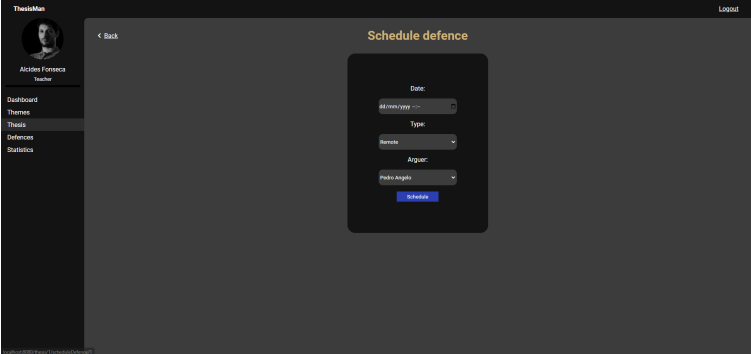 ThesisMan
Logout
Alcides Fonseca
Teacher
Dashboard
Themes
Thesis
Defences
Statistics
< Back
Schedule defence
Date:
dd/mm/yyyy --:--
Type:
Remote
Arguer:
Pedro Angelo
Schedule